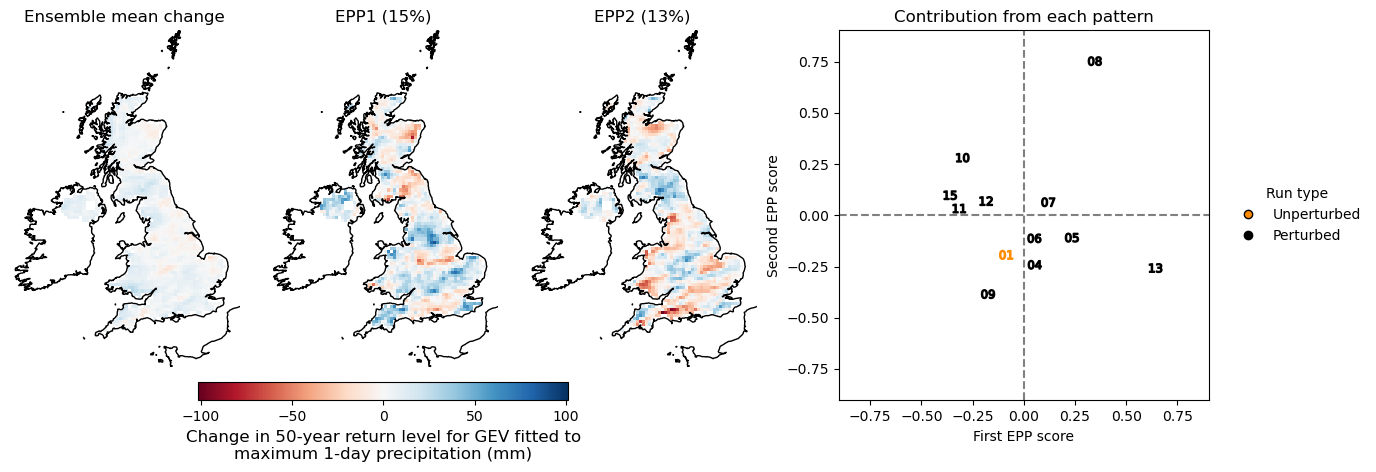 Ensemble mean change
EPP1 (15%)
EPP2 (13%)
−100 −50 0 50 100
Change in 50-year return level for GEV fitted to
maximum 1-day precipitation (mm)
Contribution from each pattern
Second EPP score
0.75
0.50
0.25
0.00
−0.25
−0.50
−0.75
08
10
15
12
07
11
06
05
01
04
13
09
−0.75 −0.50 −0.25 0.00 0.25 0.50 0.75
First EPP score
Run type
Unperturbed
Perturbed